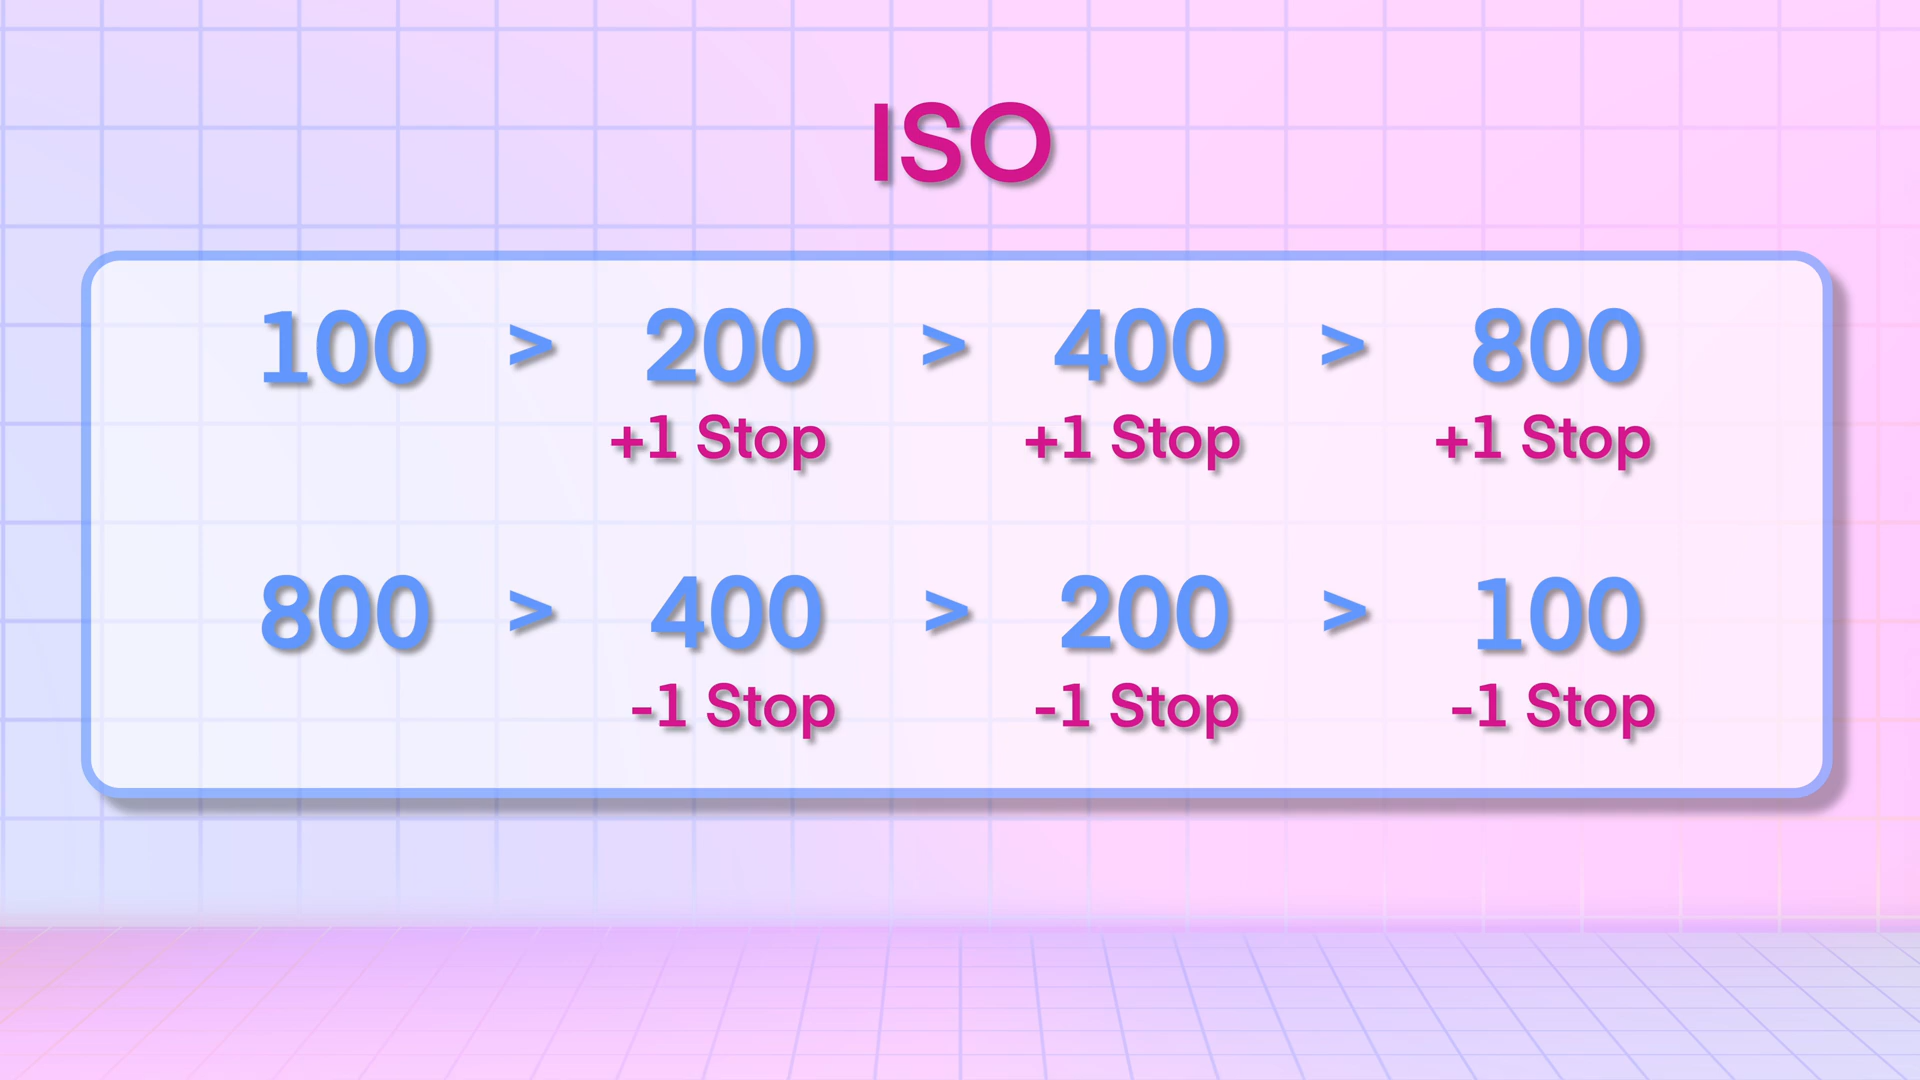 ISO
100 > 200 > 400 > 800
+1 Stop +1 Stop +1 Stop
800 > 400 > 200 > 100
-1 Stop -1 Stop -1 Stop